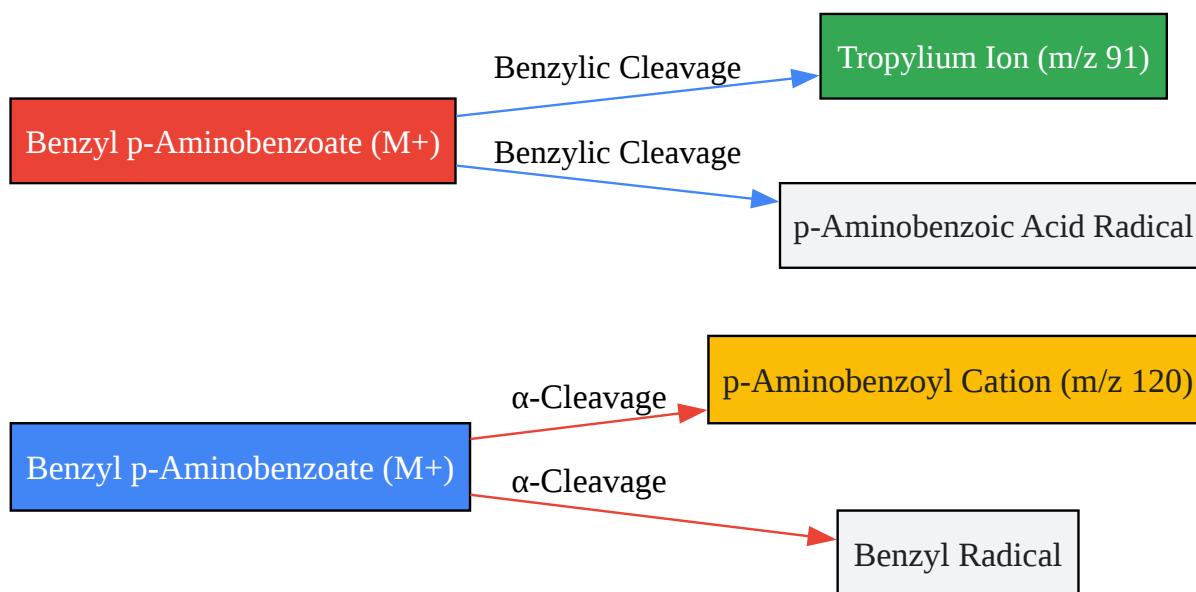 Benzylic Cleavage
Tropylium Ion (m/z 91)
Benzyl p-Aminobenzoate (M+)
Benzylic Cleavage
p-Aminobenzoic Acid Radical
α-Cleavage
p-Aminobenzoyl Cation (m/z 120)
Benzyl p-Aminobenzoate (M+)
α-Cleavage
Benzyl Radical